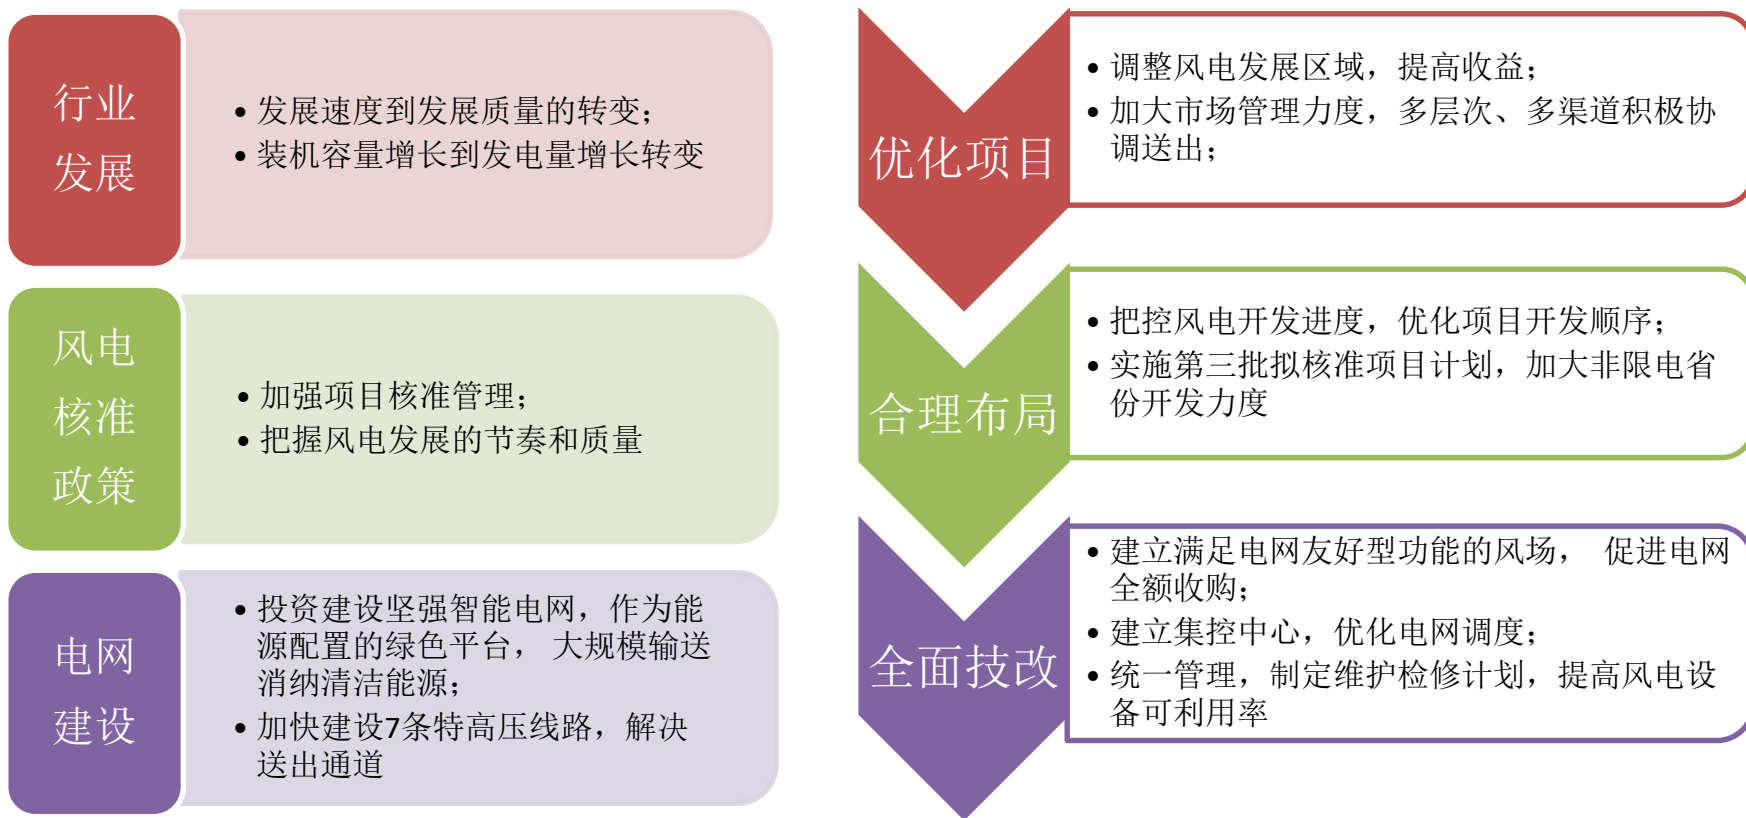 行业
发展
• 发展速度到发展质量的转变；
• 装机容量增长到发电量增长转变
风电
核准
政策
• 加强项目核准管理；
• 把握风电发展的节奏和质量
电网
建设
• 投资建设坚强智能电网，作为能
源配置的绿色平台， 大规模输送
消纳清洁能源；
• 加快建设7条特高压线路，解决
送出通道
优化项目
• 调整风电发展区域，提高收益；
• 加大市场管理力度，多层次、多渠道积极协
调送出；
合理布局
• 把控风电开发进度，优化项目开发顺序；
• 实施第三批拟核准项目计划，加大非限电省
份开发力度
全面技改
• 建立满足电网友好型功能的风场， 促进电网
全额收购；
• 建立集控中心，优化电网调度；
• 统一管理，制定维护检修计划，提高风电设
备可利用率